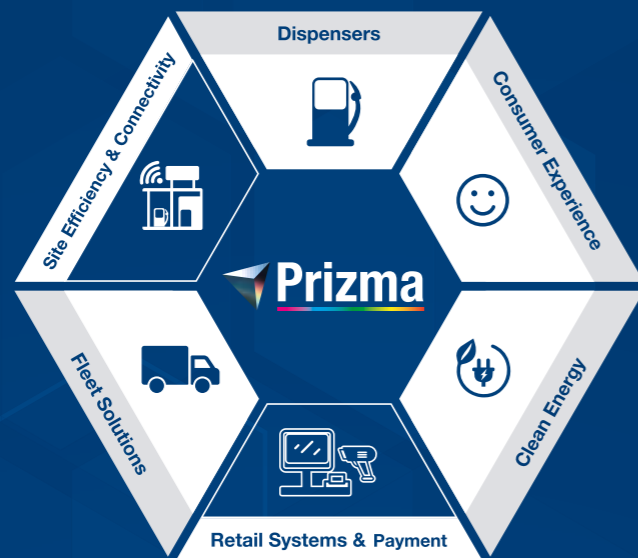 Dispensers
Site Efficiency & Connectivity
Consumer Experience
Prizma
Fleet Solutions
Clean Energy
Retail Systems & Payment